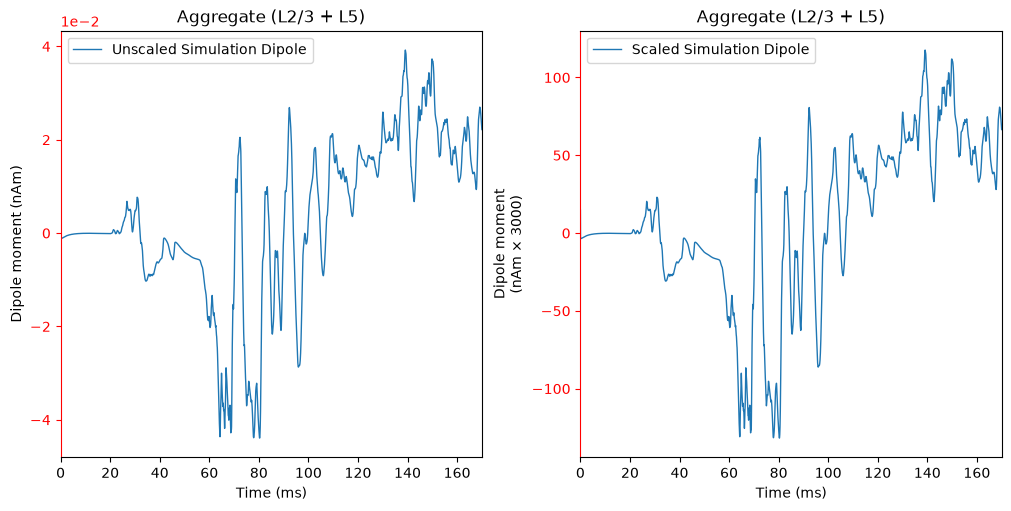 Aggregate (L2/3 + L5)
1e−2
Unscaled Simulation Dipole
Dipole moment (nAm)
4
2
0
−2
−4
0 20 40 60 80 100 120 140 160
Time (ms)
Aggregate (L2/3 + L5)
Scaled Simulation Dipole
Dipole moment
(nAm × 3000)
100
50
0
−50
−100
0 20 40 60 80 100 120 140 160
Time (ms)